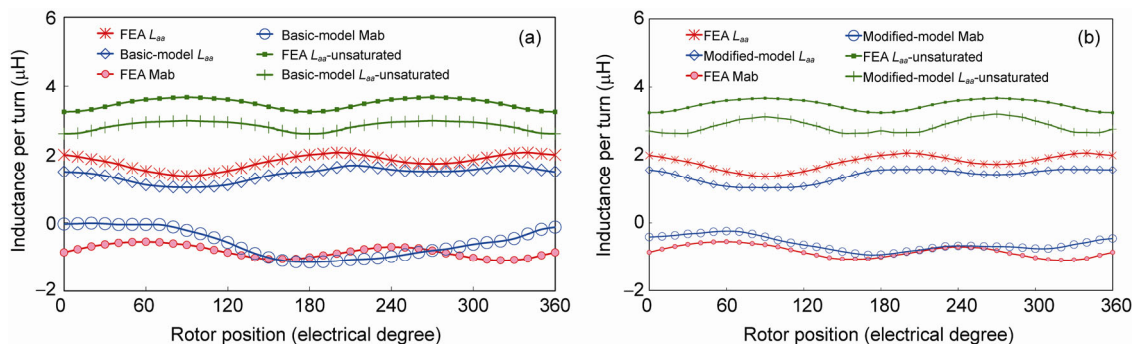 6
4
2
0
−2
Inductance per turn (μH)
FEA Laa
Basic-model Laa
FEA Mab
Basic-model Mab
FEA Laa-unsaturated
Basic-model Laa-unsaturated
(a)
0 60 120 180 240 300 360
Rotor position (electrical degree)
6
4
2
0
−2
Inductance per turn (μH)
FEA Laa
Modified-model Laa
FEA Mab
Modified-model Mab
FEA Laa-unsaturated
Modified-model Laa-unsaturated
(b)
0 60 120 180 240 300 360
Rotor position (electrical degree)